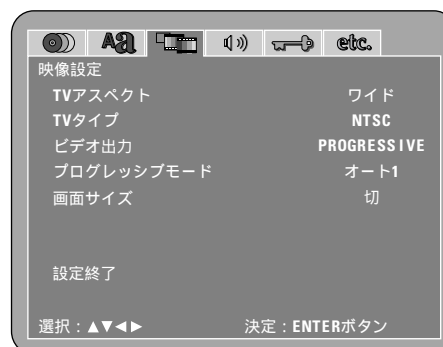 Aあ etc.
映像設定
TVアスペクト ワイド
TVタイプ NTSC
ビデオ出力 PROGRESSIVE
プログレッシブモード オート1
画面サイズ 切
設定終了
選択：▲▼◀▶ 決定：ENTERボタン